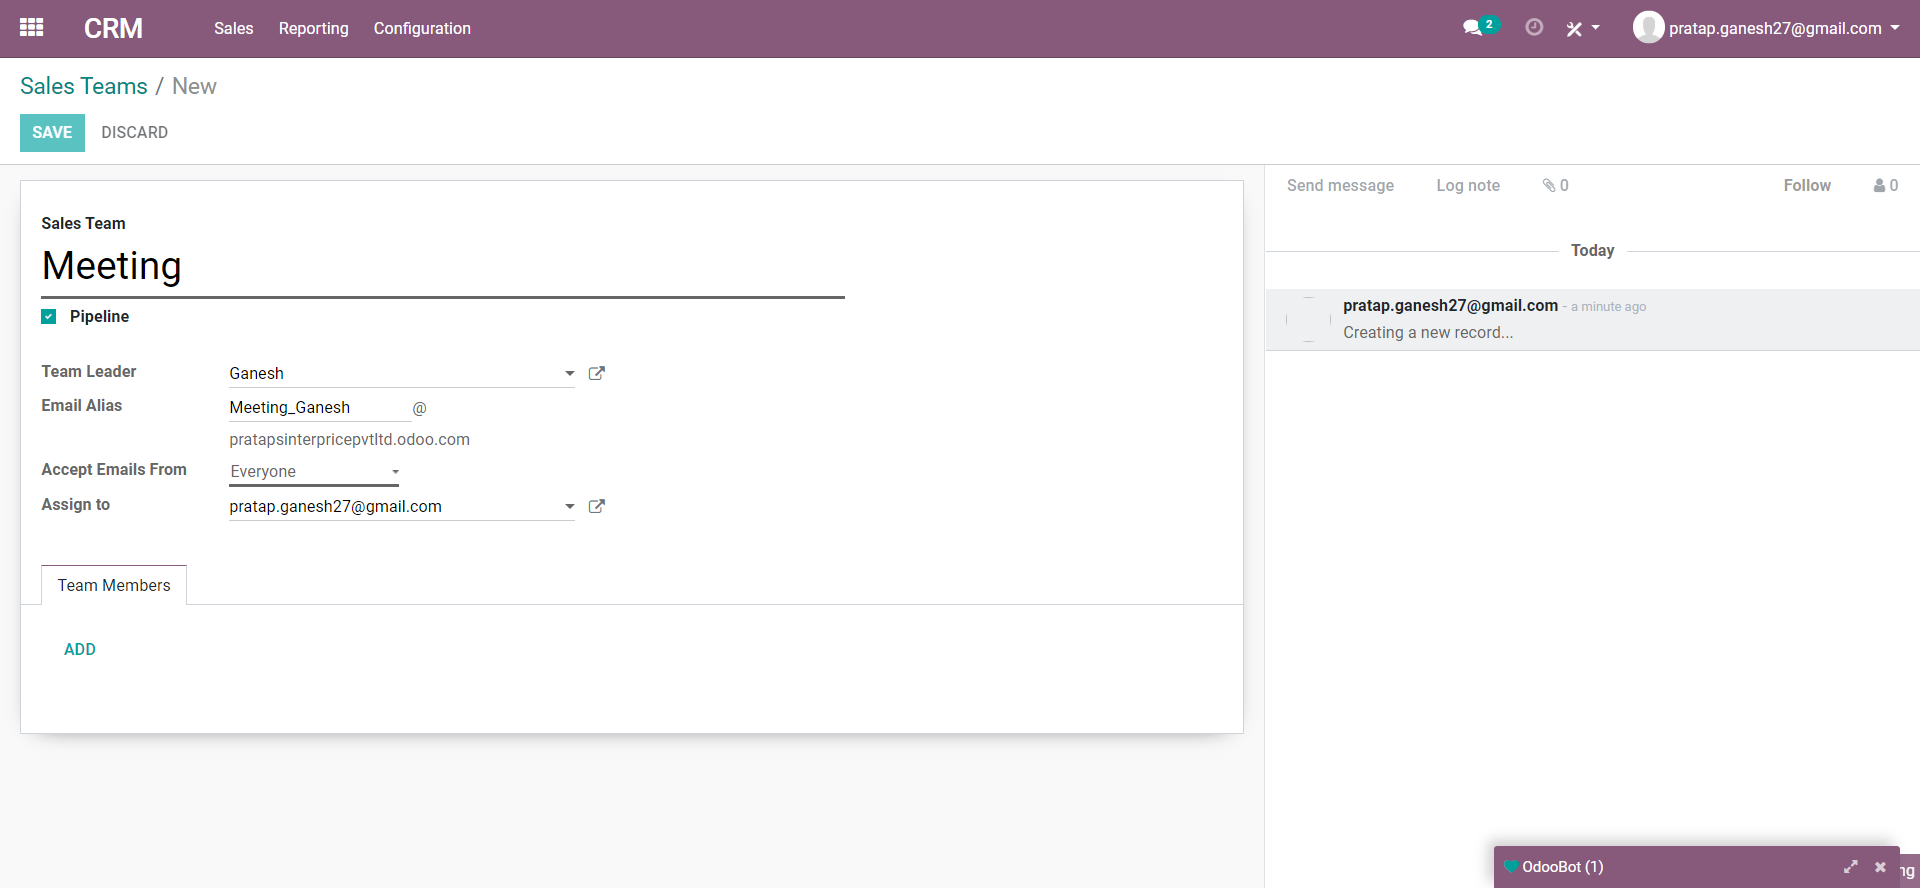 CRM Sales Reporting Configuration 2 pratap.ganesh27@gmail.com
Sales Teams / New
SAVE DISCARD
Send message Log note 0 Follow 0
Sales Team
Meeting
Pipeline
Today
pratap.ganesh27@gmail.com - a minute ago
Creating a new record...
Team Leader Ganesh
Email Alias Meeting_Ganesh @
pratapsinterpricepvtltd.odoo.com
Accept Emails From Everyone
Assign to pratap.ganesh27@gmail.com
Team Members
ADD
OdooBot (1)
ng